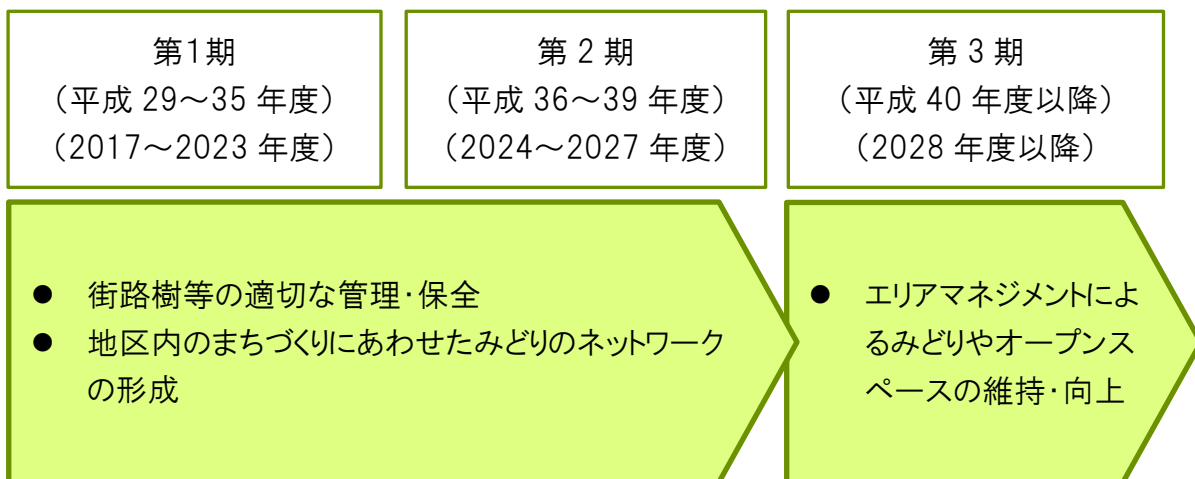 第1期
（平成 29～35 年度）
（2017～2023 年度）
第 2 期
（平成 36～39 年度）
（2024～2027 年度）
第 3 期
（平成 40 年度以降）
（2028 年度以降）
● 街路樹等の適切な管理・保全
● 地区内のまちづくりにあわせたみどりのネットワーク
の形成
● エリアマネジメントによ
るみどりやオープンス
ペースの維持・向上